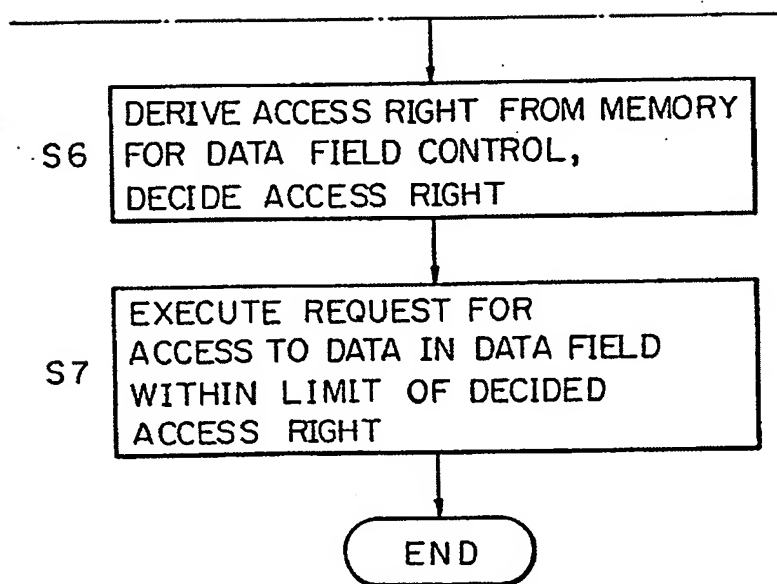 S6
DERIVE ACCESS RIGHT FROM MEMORY
FOR DATA FIELD CONTROL,
DECIDE ACCESS RIGHT
S7
EXECUTE REQUEST FOR
ACCESS TO DATA IN DATA FIELD
WITHIN LIMIT OF DECIDED
ACCESS RIGHT
END